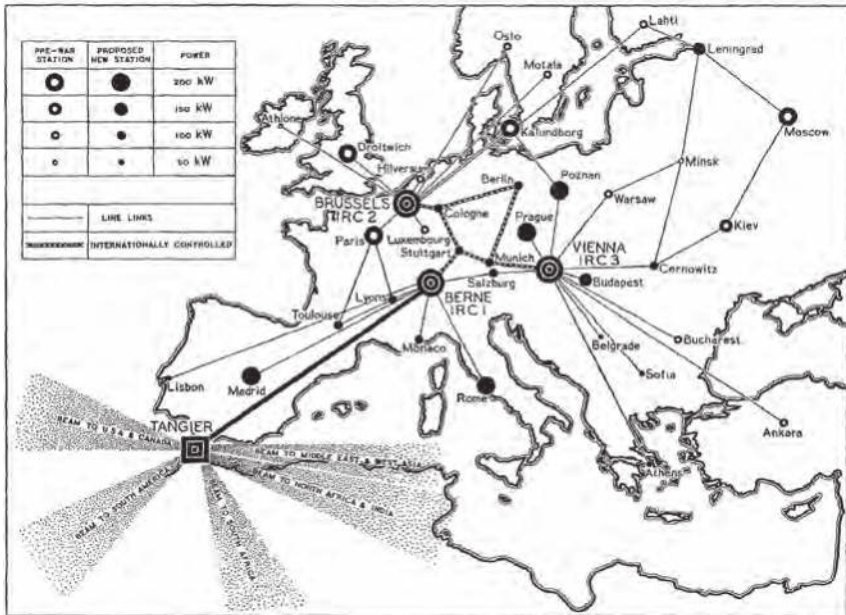 PRE-WAR STATION
PROPOSED NEW STATION
POWER
200 kW
150 kW
100 kW
50 kW
LINE LINKS
INTERNATIONALLY CONTROLLED
Oslo
Lahti
Leningrad
Motala
Athlone
Kalundborg
Moscow
Droitwich
Hilversum
Minsk
Berlin
Poznan
Warsaw
BRUSSELS
IRC 2
Cologne
Prague
Kiev
Paris
Luxembourg
Stuttgart
Munich
VIENNA
IRC 3
Cernowitz
Salzburg
Budapest
Lyons
BERNE
IRC 1
Toulouse
Monaco
Belgrade
Bucharest
Lisbon
Madrid
Rome
Sofia
TANGIER
Ankara
Athens
BEAM TO U.S.A & CANADA
BEAM TO MIDDLE EAST & WEST ASIA
BEAM TO NORTH AFRICA & INDIA
BEAM TO SOUTH AMERICA
BEAM TO SOUTH AFRICA